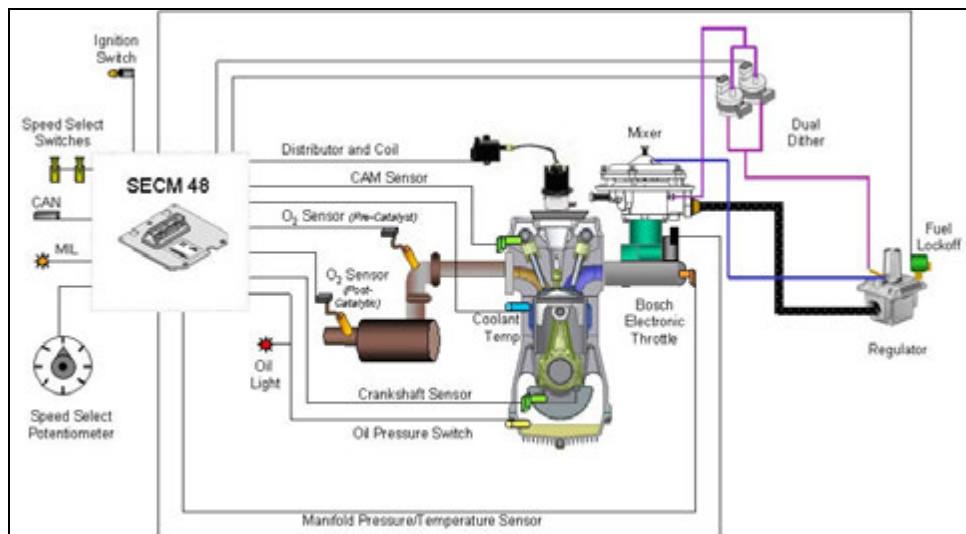 Ignition
Switch
Speed Select
Switches
SECM 48
CAN
MIL
Speed Select
Potentiometer
Distributor and Coil
CAM Sensor
O2 Sensor (Pre-Catalyst)
O2 Sensor
(Post-
Catalytic)
Oil
Light
Coolant
Temp
Crankshaft Sensor
Oil Pressure Switch
Manifold Pressure/Temperature Sensor
Mixer
Dual
Dither
Bosch
Electronic
Throttle
Fuel
Lockoff
Regulator